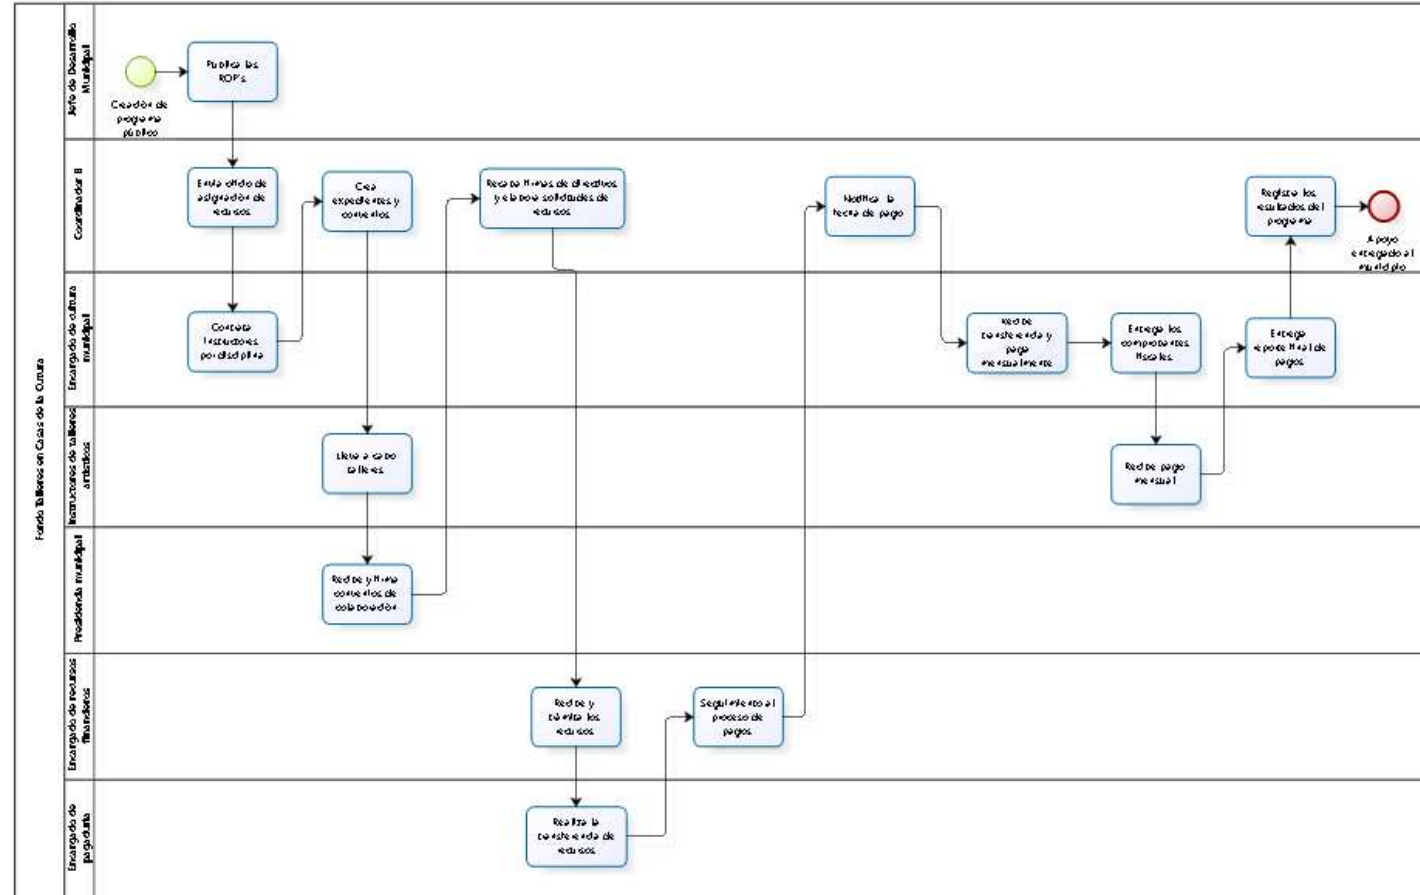 Fondo Talleres en Casas de la Cultura
Jefe de Desarrollo
Municipal
Creación de
programa
público
Publica las
ROP's
Coordinador B
Envía oficio de
asignación de
recursos
Crea
expedientes y
convenios
Recaba firmas de directivos
y elabora solicitudes de
recursos
Notifica la
fecha de pago
Registra los
resultados del
programa
Apoyo
entregado al
municipio
Encargado de cultura
municipal
Contrata
instructores
por disciplina
Recibe
transferencia y
paga
mensualmente
Entrega los
comprobantes
fiscales
Entrega
reporte final de
pagos
Instructores de talleres
artísticos
Lleva a cabo
talleres
Recibe pago
mensual
Presidencia municipal
Recibe y firma
convenios de
colaboración
Encargado de recursos
financieros
Recibe y
tramita los
recursos
Seguimiento al
proceso de
pagos
Encargado de
pagaduría
Realiza la
transferencia de
recursos